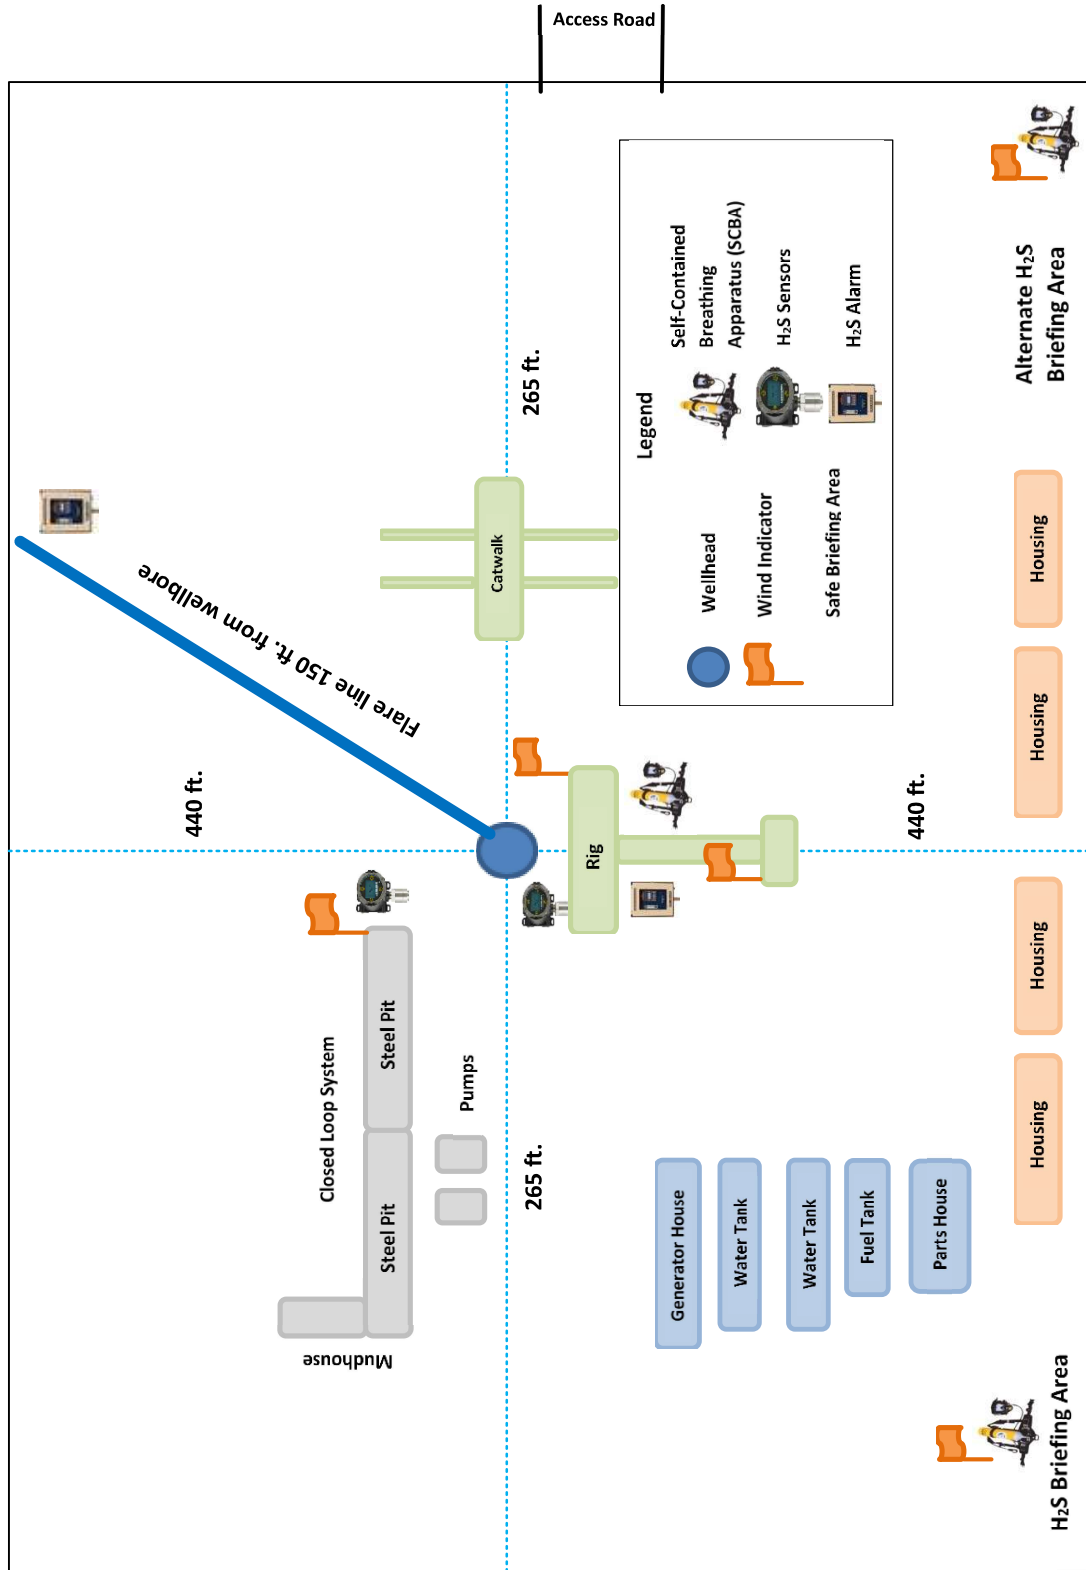 Access Road
265 ft.
Flare line 150 ft. from wellbore
Catwalk
440 ft.
Rig
440 ft.
Closed Loop System
Steel Pit
Steel Pit
Pumps
Mudhouse
265 ft.
Legend
Wellhead
Wind Indicator
Safe Briefing Area
Self-Contained
Breathing
Apparatus (SCBA)
H₂S Sensors
H₂S Alarm
Alternate H₂S
Briefing Area
Housing
Housing
Housing
Housing
Generator House
Water Tank
Water Tank
Fuel Tank
Parts House
H₂S Briefing Area